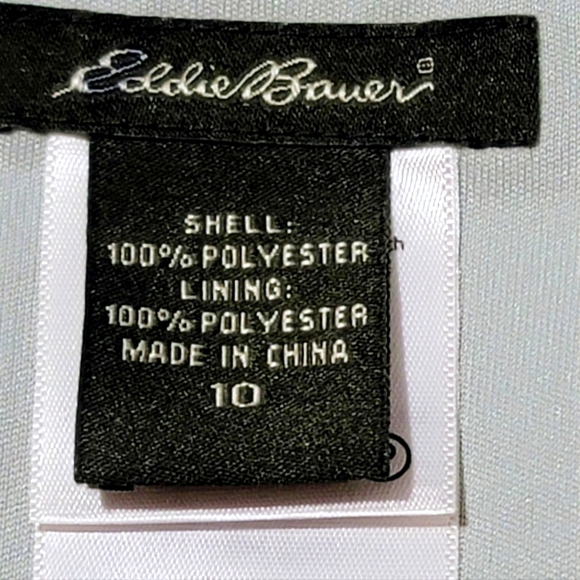 Eddie Bauer®
SHELL:
100% POLYESTER
LINING:
100% POLYESTER
MADE IN CHINA
10